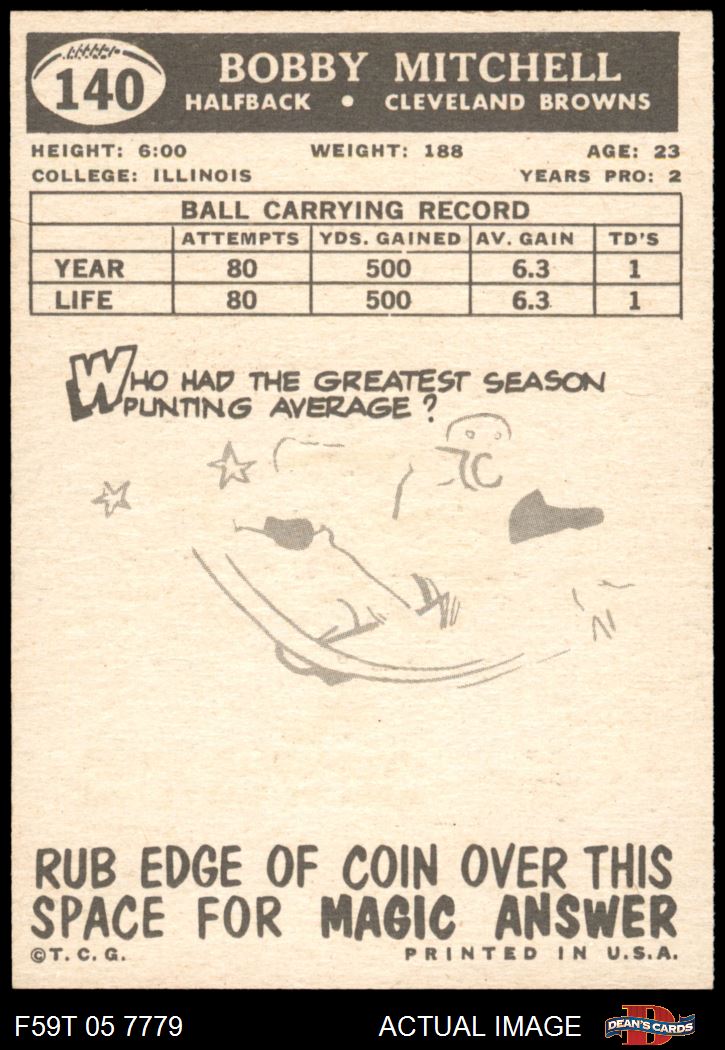 140
BOBBY MITCHELL
HALFBACK • CLEVELAND BROWNS
HEIGHT: 6:00 WEIGHT: 188 AGE: 23
COLLEGE: ILLINOIS YEARS PRO: 2
BALL CARRYING RECORD
ATTEMPTS YDS. GAINED AV. GAIN TD'S
YEAR 80 500 6.3 1
LIFE 80 500 6.3 1
WHO HAD THE GREATEST SEASON
PUNTING AVERAGE?
RUB EDGE OF COIN OVER THIS
SPACE FOR MAGIC ANSWER
©T.C.G. PRINTED IN U.S.A.
F59T 05 7779 ACTUAL IMAGE
D
DEAN'S CARDS